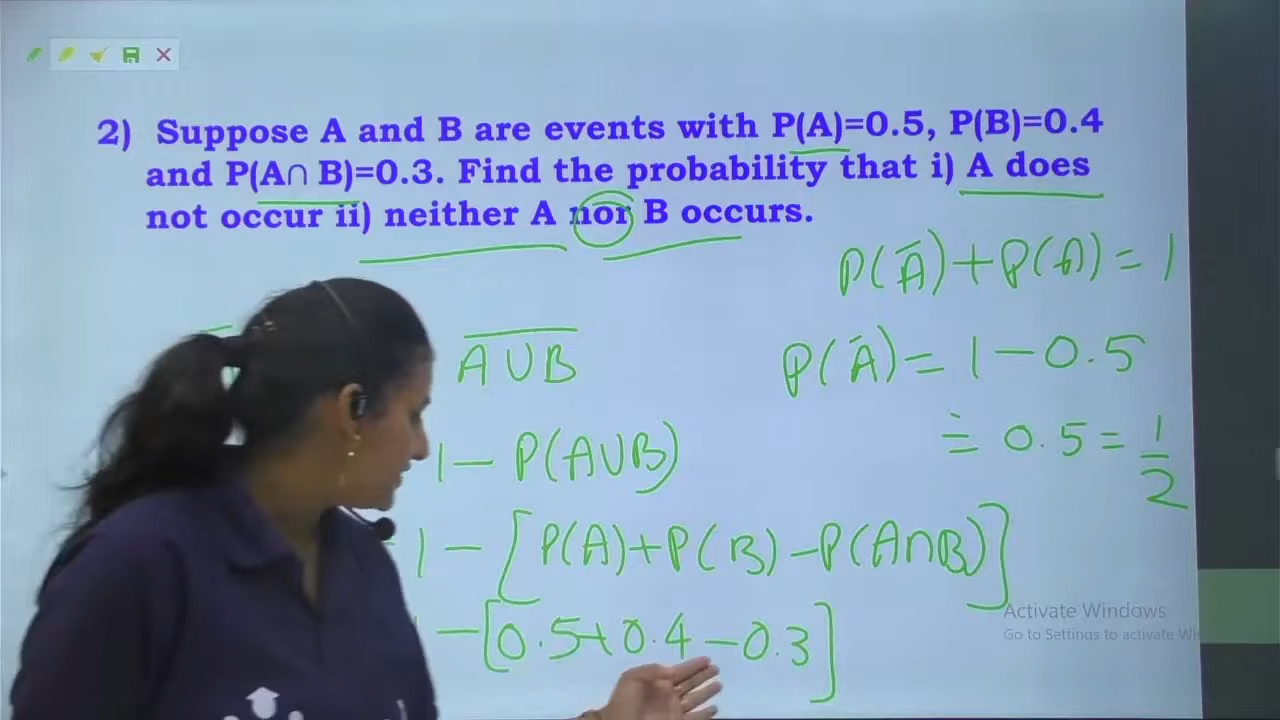 2) Suppose A and B are events with P(A)=0.5, P(B)=0.4
and P(A∩ B)=0.3. Find the probability that i) A does
not occur ii) neither A nor B occurs.
P(A̅)+P(A)=1
A̅ ̅U̅ ̅B̅
P(A̅)=1-0.5
1-P(AUB)
= 0.5=1/2
=1-[P(A)+P(B)-P(A∩B)]
-[0.5+0.4-0.3]
Activate Windows
Go to Settings to activate Wi